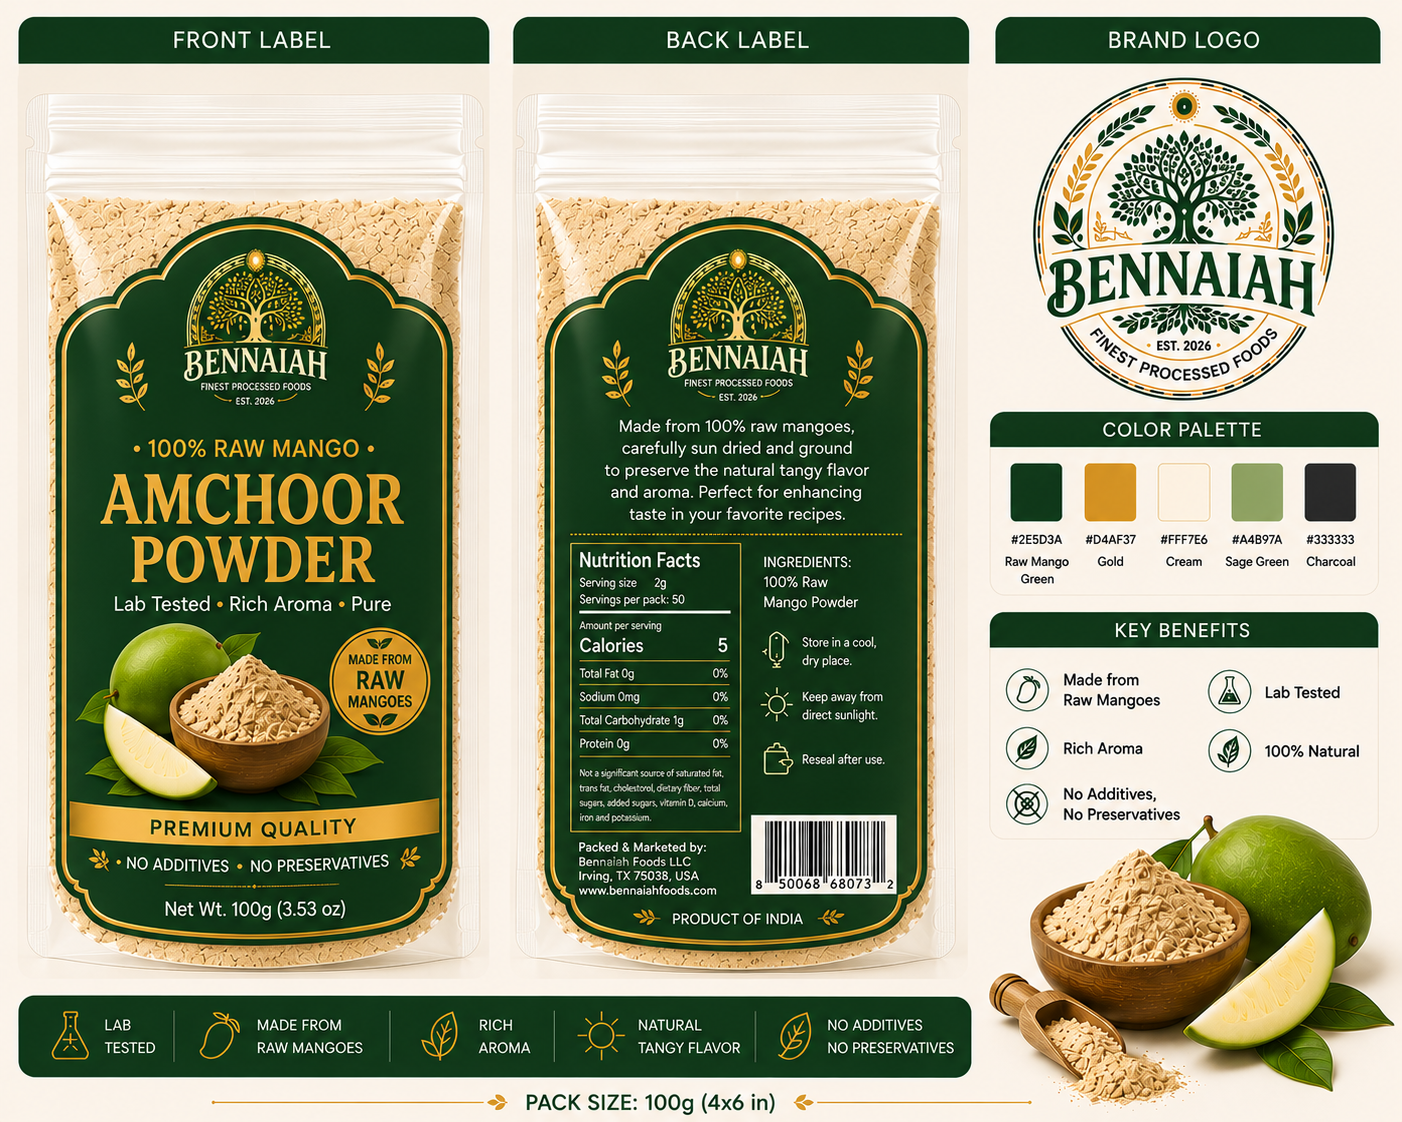 FRONT LABEL
BENNAIAH
FINEST PROCESSED FOODS
EST. 2026
• 100% RAW MANGO •
AMCHOOR
POWDER
Lab Tested • Rich Aroma • Pure
MADE FROM
RAW
MANGOES
PREMIUM QUALITY
• NO ADDITIVES • NO PRESERVATIVES
Net Wt. 100g (3.53 oz)
BACK LABEL
BENNAIAH
FINEST PROCESSED FOODS
EST. 2026
Made from 100% raw mangoes,
carefully sun dried and ground
to preserve the natural tangy flavor
and aroma. Perfect for enhancing
taste in your favorite recipes.
Nutrition Facts
Serving size 2g
Servings per pack: 50
Amount per serving
Calories 5
Total Fat 0g 0%
Sodium 0mg 0%
Total Carbohydrate 1g 0%
Protein 0g 0%
Not a significant source of saturated fat,
trans fat, cholestorol, dietary fiber, total
sugars, added sugars, vitamin D, calcium,
iron and potassium.
INGREDIENTS:
100% Raw
Mango Powder
Store in a cool,
dry place.
Keep away from
direct sunlight.
Reseal after use.
Packed & Marketed by:
Bennaiah Foods LLC
Irving, TX 75038, USA
www.bennaiahfoods.com
8 50068 68073 2
PRODUCT OF INDIA
BRAND LOGO
BENNAIAH
• EST. 2026 •
FINEST PROCESSED FOODS
COLOR PALETTE
#2E5D3A
Raw Mango
Green
#D4AF37
Gold
#FFF7E6
Cream
#A4B97A
Sage Green
#333333
Charcoal
KEY BENEFITS
Made from
Raw Mangoes
Lab Tested
Rich Aroma
100% Natural
No Additives,
No Preservatives
LAB
TESTED
MADE FROM
RAW MANGOES
RICH
AROMA
NATURAL
TANGY FLAVOR
NO ADDITIVES
NO PRESERVATIVES
PACK SIZE: 100g (4x6 in)